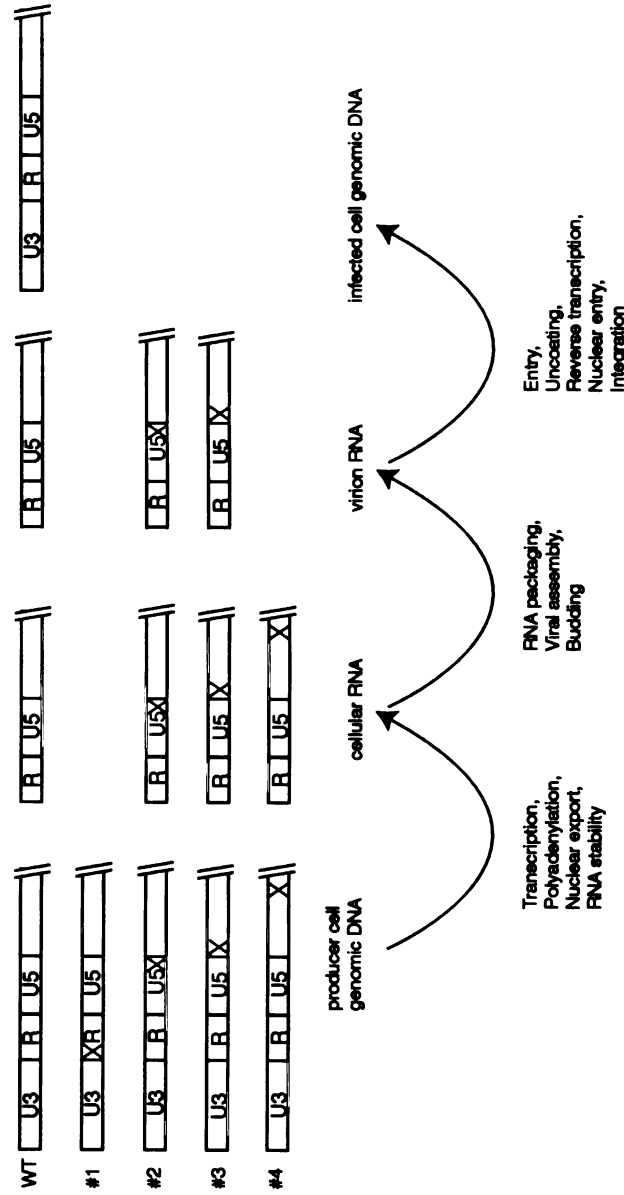 WT U3 R U5 R U5 R U5 U3 R U5
#1 U3 XR U5
#2 U3 R U5X R U5X R U5X
#3 U3 R U5 X R U5 X R U5 X
#4 U3 R U5 X R U5 X
producer cell
genomic DNA
cellular RNA
virion RNA
infected cell genomic DNA
Transcription,
Polyadenylation,
Nuclear export,
RNA stability
RNA packaging,
Viral assembly,
Budding
Entry,
Uncoating,
Reverse transcription,
Nuclear entry,
Integration